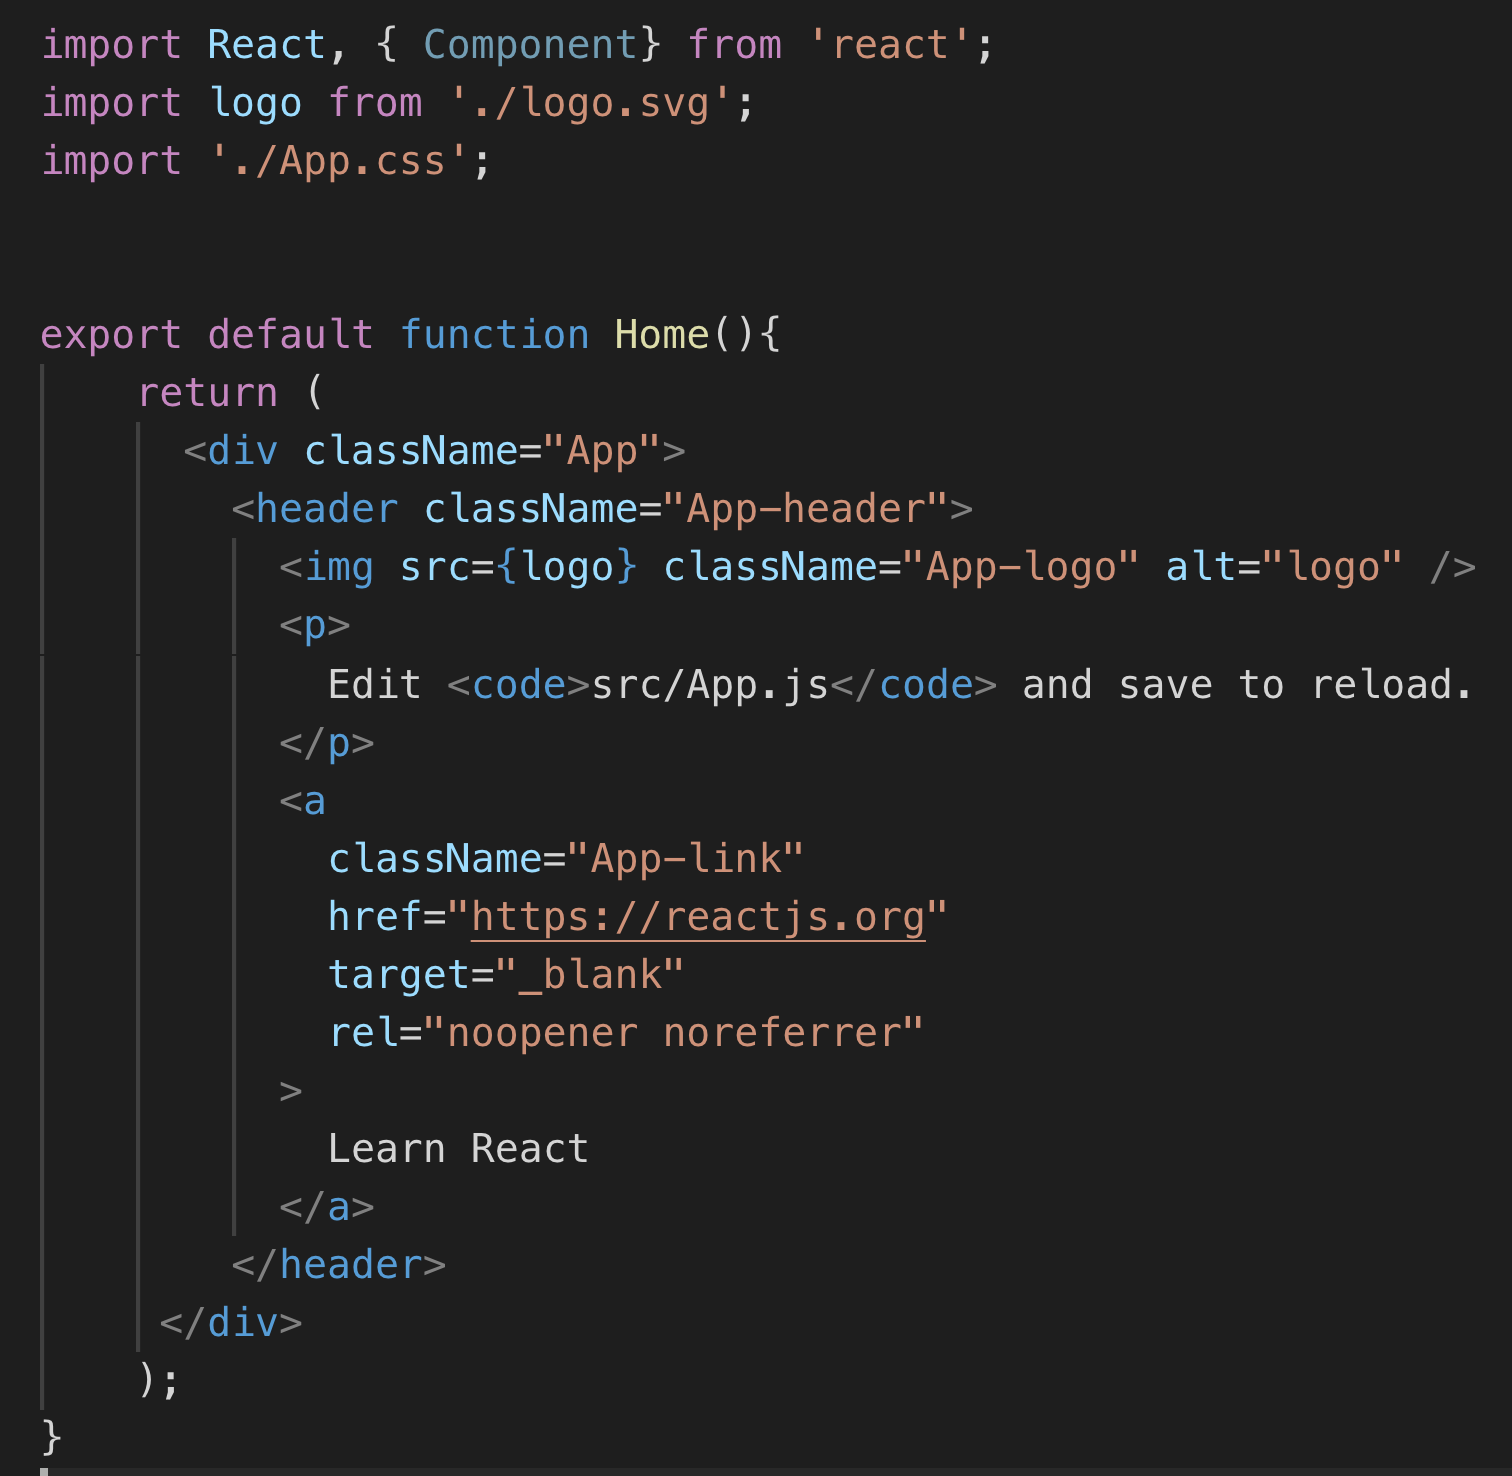 import React, { Component} from 'react';
import logo from './logo.svg';
import './App.css';
export default function Home(){
return (
<div className="App">
<header className="App-header">
<img src={logo} className="App-logo" alt="logo" />
<p>
Edit <code>src/App.js</code> and save to reload.
</p>
<a
className="App-link"
href="https://reactjs.org"
target="_blank"
rel="noopener noreferrer"
>
Learn React
</a>
</header>
</div>
);
}